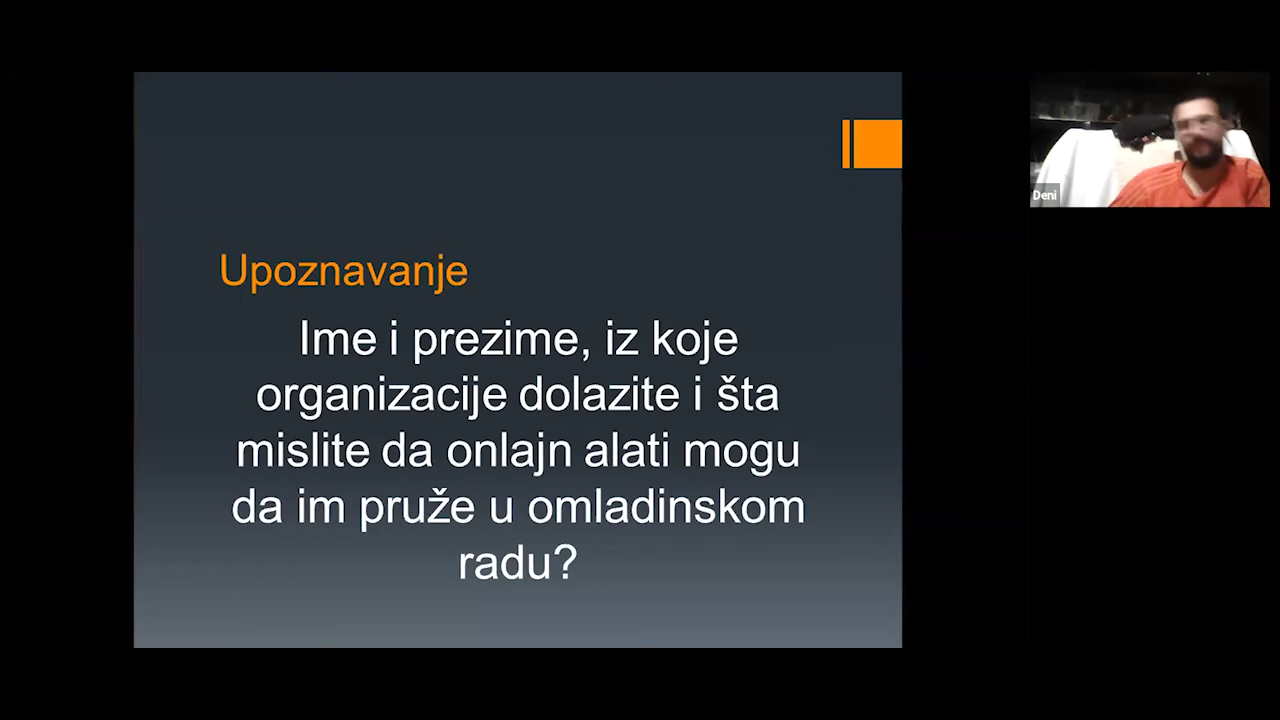 Upoznavanje
Ime i prezime, iz koje
organizacije dolazite i šta
mislite da onlajn alati mogu
da im pruže u omladinskom
radu?
Deni